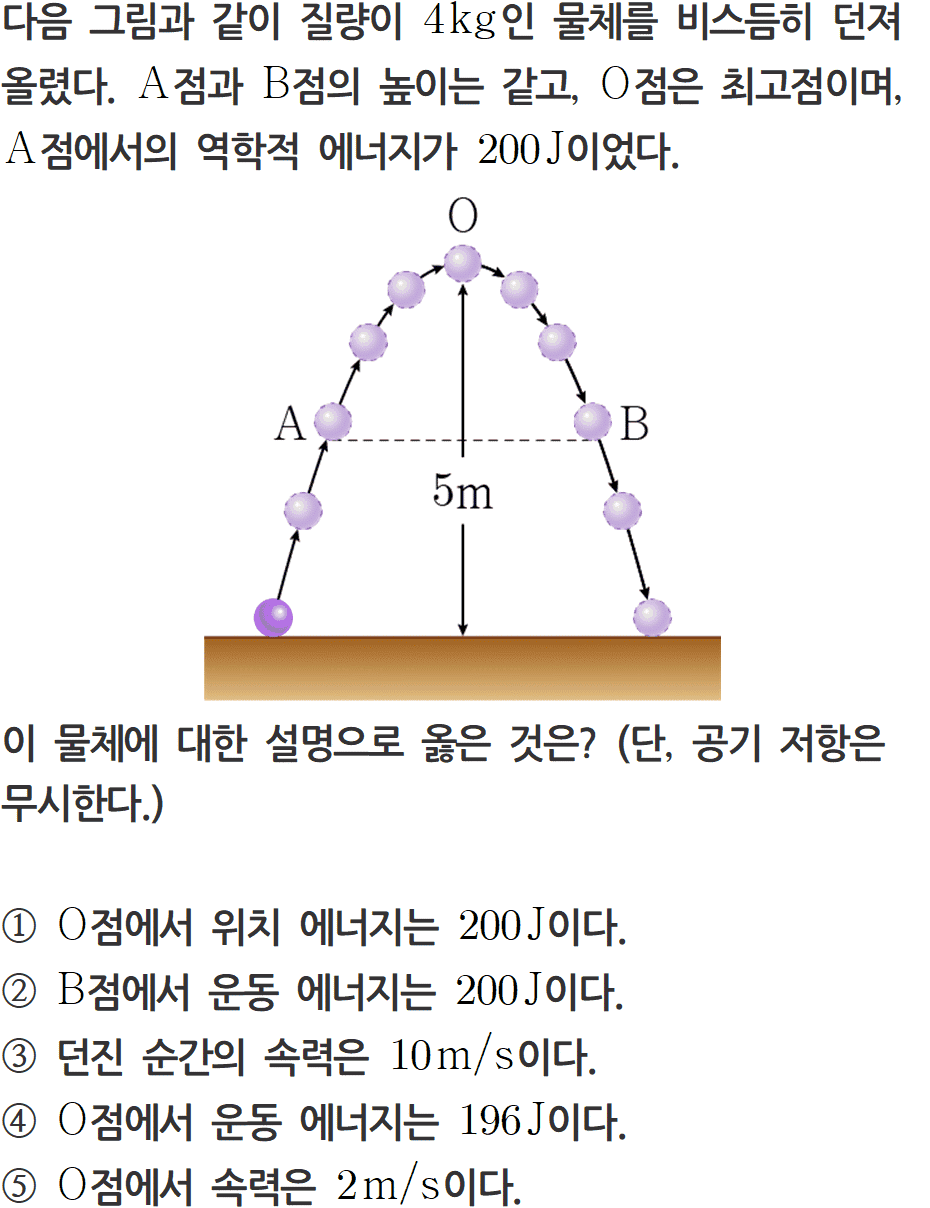 다음 그림과 같이 질량이 4kg인 물체를 비스듬히 던져
올렸다. A점과 B점의 높이는 같고, O점은 최고점이며,
A점에서의 역학적 에너지가 200J이었다.
O
A
B
5m
이 물체에 대한 설명으로 옳은 것은? (단, 공기 저항은
무시한다.)
① O점에서 위치 에너지는 200J이다.
② B점에서 운동 에너지는 200J이다.
③ 던진 순간의 속력은 10m/s이다.
④ O점에서 운동 에너지는 196J이다.
⑤ O점에서 속력은 2m/s이다.